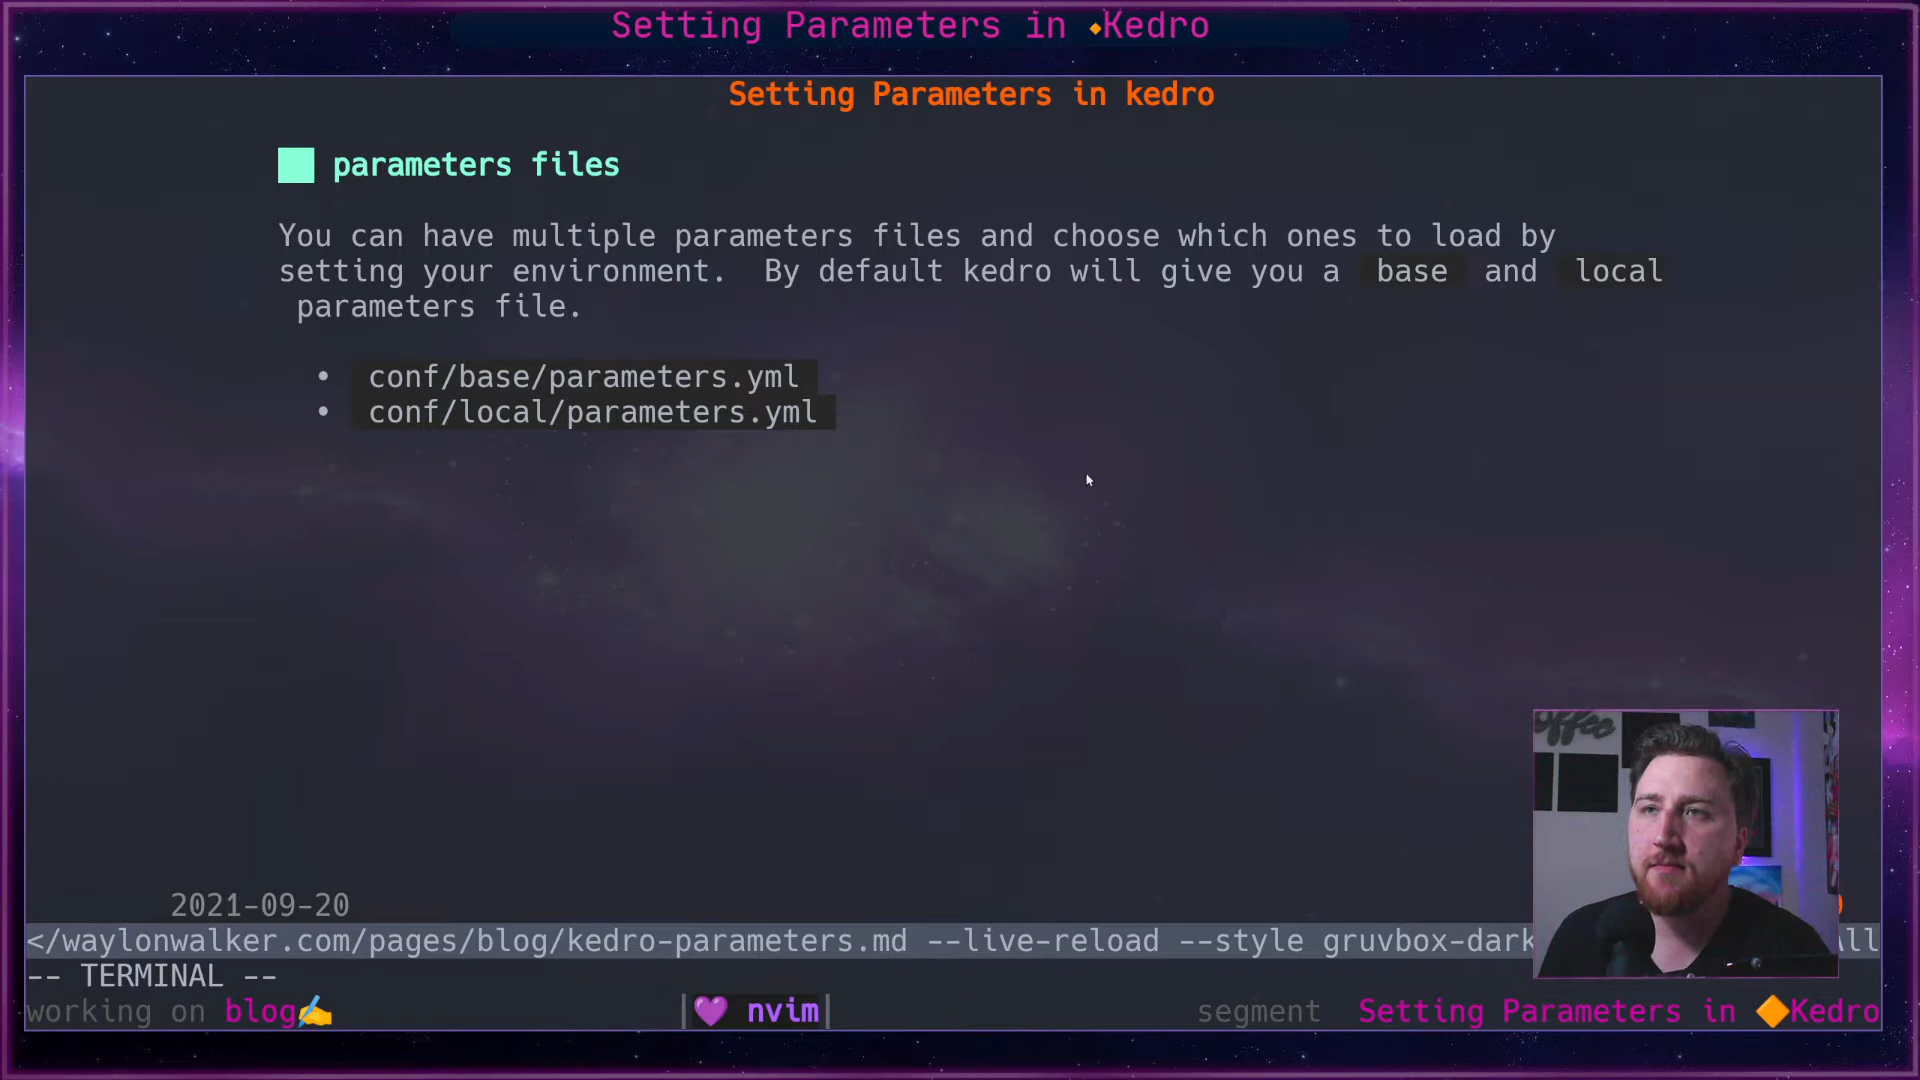 Setting Parameters in 🔸Kedro
Setting Parameters in kedro
parameters files
You can have multiple parameters files and choose which ones to load by
setting your environment.  By default kedro will give you a base and local
parameters file.
• conf/base/parameters.yml
• conf/local/parameters.yml
2021-09-20
</waylonwalker.com/pages/blog/kedro-parameters.md --live-reload --style gruvbox-dark
All
-- TERMINAL --
working on blog✍️ |💜 nvim| segment Setting Parameters in 🔶Kedro